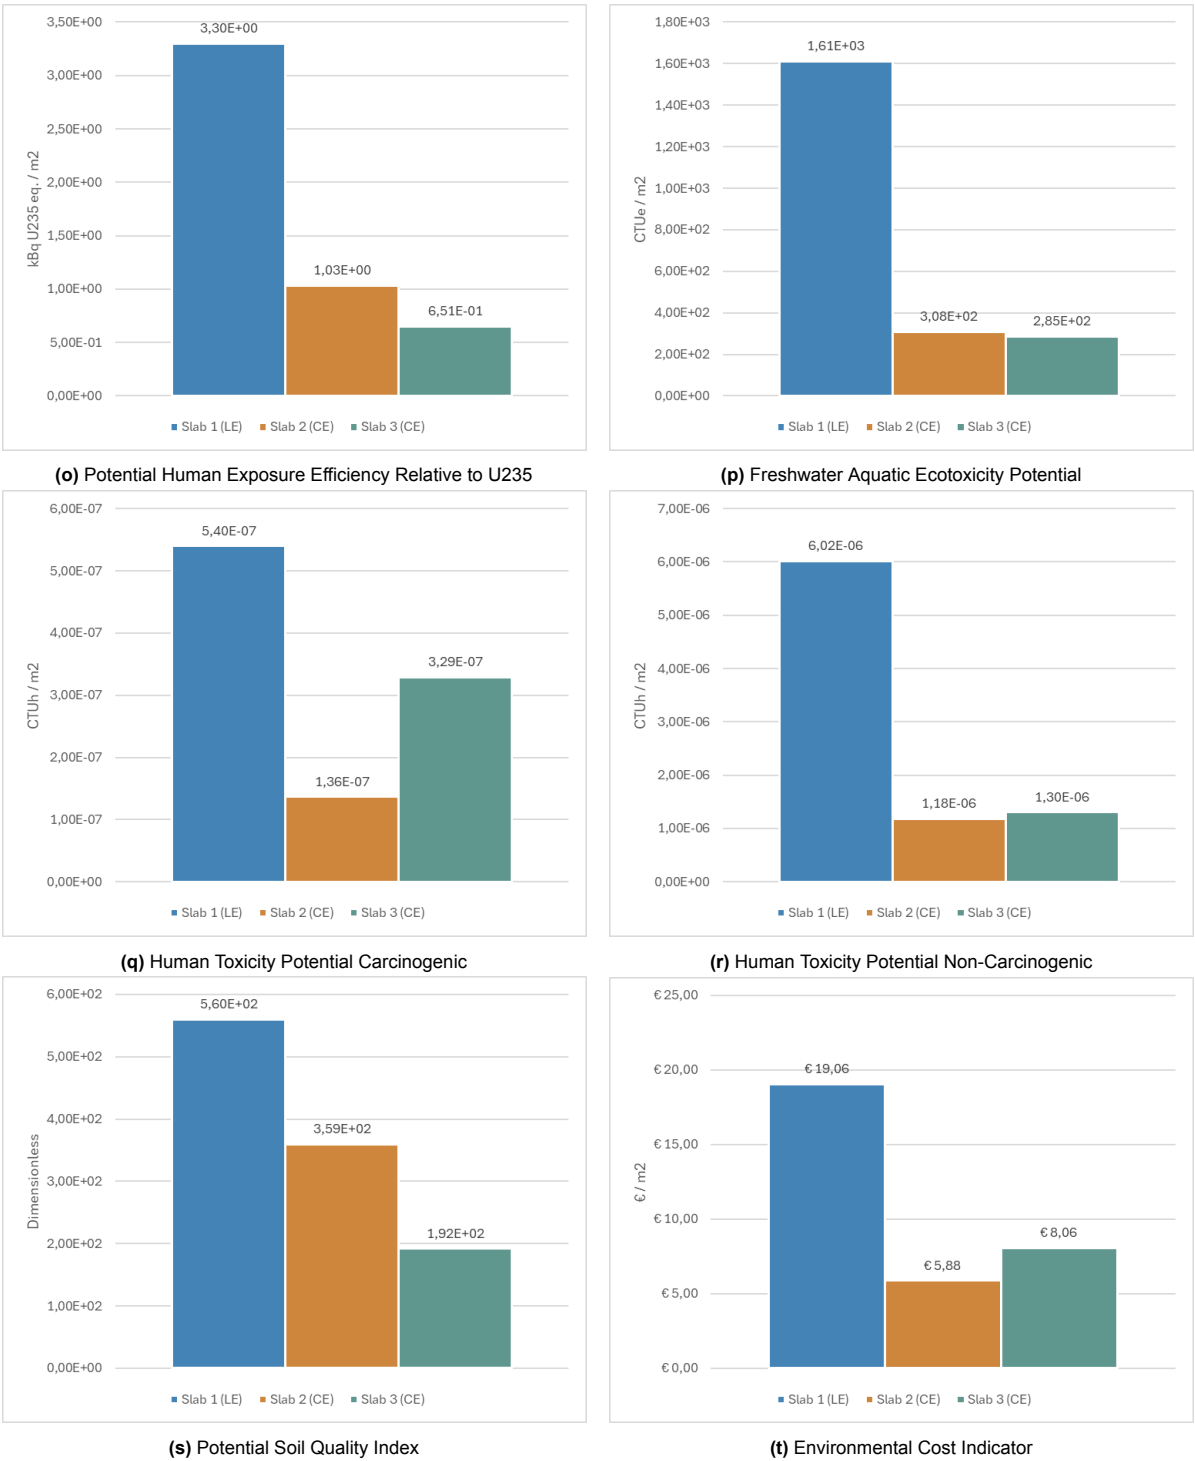 3,50E+00
3,30E+00
3,00E+00
2,50E+00
2,00E+00
1,50E+00
1,03E+00
1,00E+00
6,51E-01
5,00E-01
0,00E+00
kBq U235 eq. / m2
Slab 1 (LE) Slab 2 (CE) Slab 3 (CE)
(o) Potential Human Exposure Efficiency Relative to U235
1,80E+03
1,61E+03
1,60E+03
1,40E+03
1,20E+03
1,00E+03
8,00E+02
6,00E+02
4,00E+02
3,08E+02
2,85E+02
2,00E+02
0,00E+00
CTUe / m2
Slab 1 (LE) Slab 2 (CE) Slab 3 (CE)
(p) Freshwater Aquatic Ecotoxicity Potential
6,00E-07
5,40E-07
5,00E-07
4,00E-07
3,29E-07
3,00E-07
2,00E-07
1,36E-07
1,00E-07
0,00E+00
CTUh / m2
Slab 1 (LE) Slab 2 (CE) Slab 3 (CE)
(q) Human Toxicity Potential Carcinogenic
7,00E-06
6,02E-06
6,00E-06
5,00E-06
4,00E-06
3,00E-06
2,00E-06
1,18E-06
1,30E-06
1,00E-06
0,00E+00
CTUh / m2
Slab 1 (LE) Slab 2 (CE) Slab 3 (CE)
(r) Human Toxicity Potential Non-Carcinogenic
6,00E+02
5,60E+02
5,00E+02
4,00E+02
3,59E+02
3,00E+02
2,00E+02
1,92E+02
1,00E+02
0,00E+00
Dimensionless
Slab 1 (LE) Slab 2 (CE) Slab 3 (CE)
(s) Potential Soil Quality Index
€ 25,00
€ 20,00
€ 19,06
€ 15,00
€ 10,00
€ 8,06
€ 5,88
€ 5,00
€ 0,00
€ / m2
Slab 1 (LE) Slab 2 (CE) Slab 3 (CE)
(t) Environmental Cost Indicator